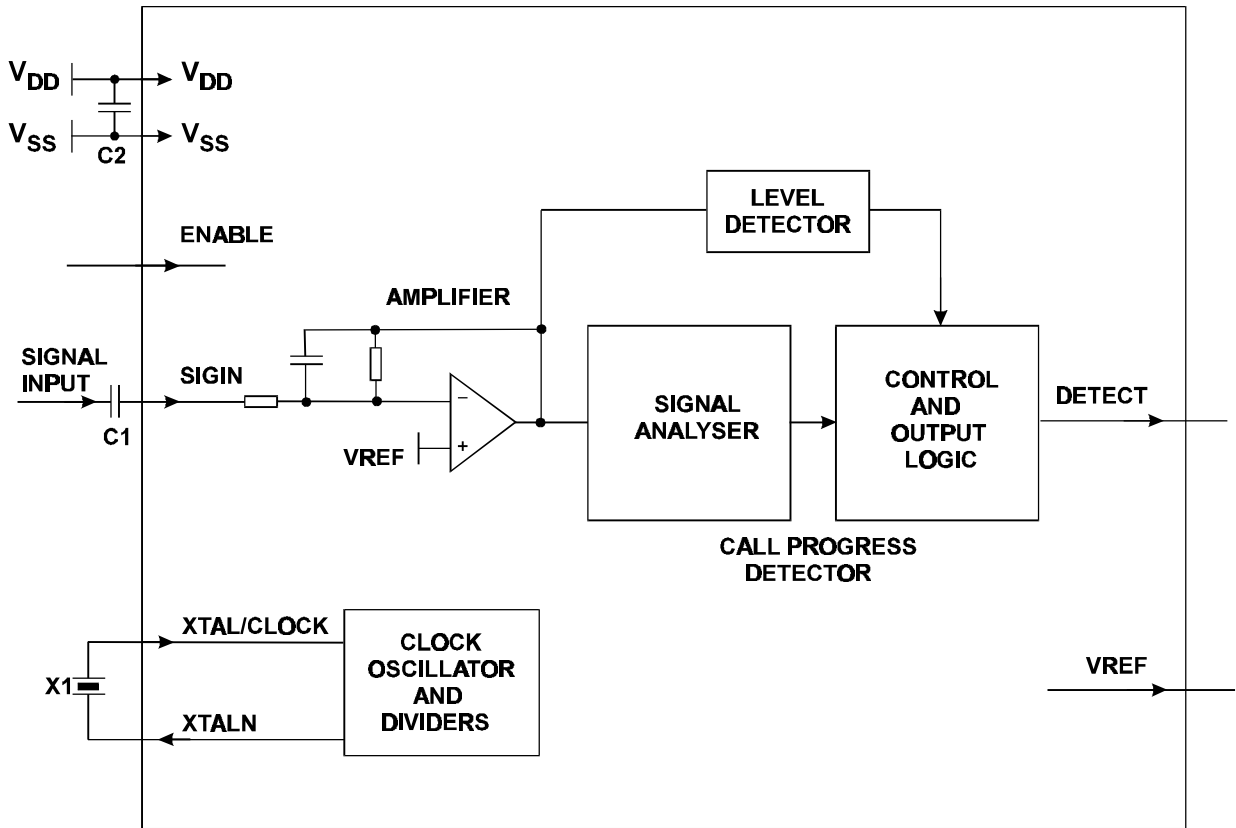 VDD
VDD
VSS
VSS
C2
LEVEL
DETECTOR
ENABLE
AMPLIFIER
SIGNAL
INPUT
C1
SIGIN
−
+
VREF
SIGNAL
ANALYSER
CONTROL
AND
OUTPUT
LOGIC
DETECT
CALL PROGRESS
DETECTOR
XTAL/CLOCK
X1
XTALN
CLOCK
OSCILLATOR
AND
DIVIDERS
VREF